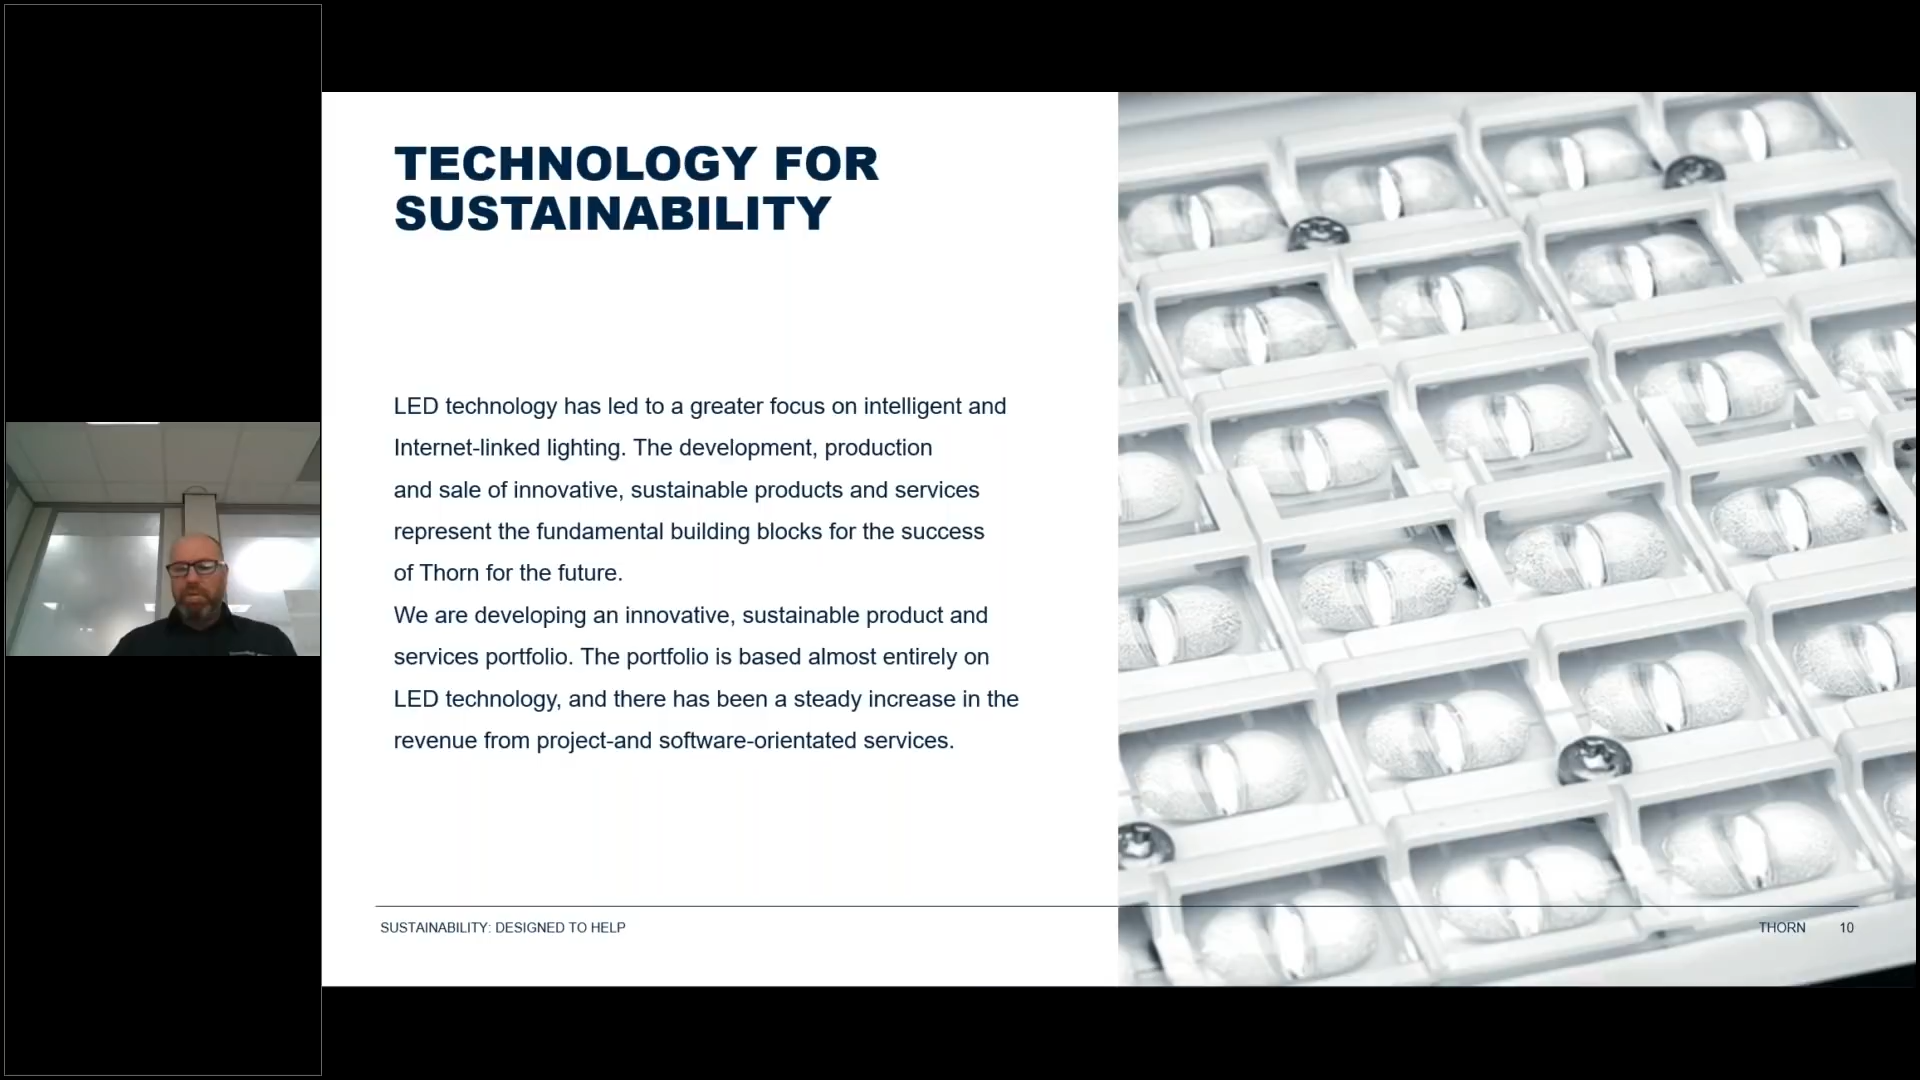 TECHNOLOGY FOR
SUSTAINABILITY
LED technology has led to a greater focus on intelligent and
Internet-linked lighting. The development, production
and sale of innovative, sustainable products and services
represent the fundamental building blocks for the success
of Thorn for the future.
We are developing an innovative, sustainable product and
services portfolio. The portfolio is based almost entirely on
LED technology, and there has been a steady increase in the
revenue from project-and software-orientated services.
SUSTAINABILITY: DESIGNED TO HELP
THORN 10